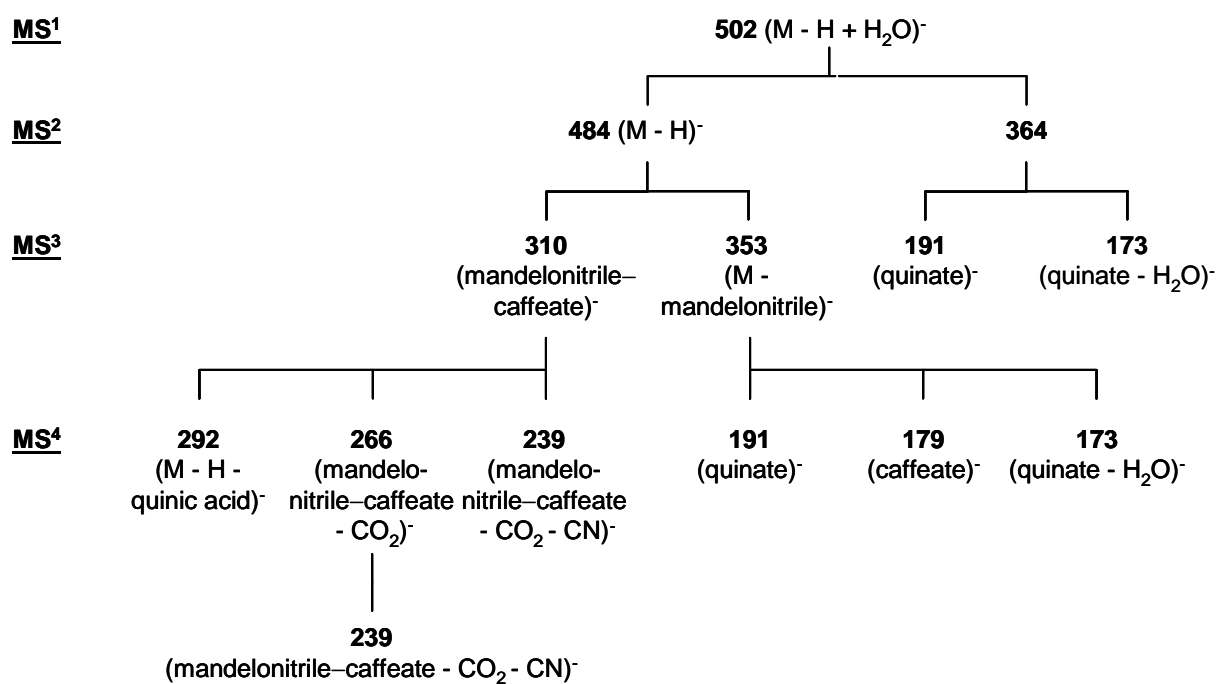 MS¹ 502 (M - H + H₂O)⁻
MS² 484 (M - H)⁻ 364
MS³ 310 353 191 173
(mandelonitrile– (M - (quinate)⁻ (quinate - H₂O)⁻
caffeate)⁻ mandelonitrile)⁻
MS⁴ 292 266 239 191 179 173
(M - H - (mandelo- (mandelo- (quinate)⁻ (caffeate)⁻ (quinate - H₂O)⁻
quinic acid)⁻ nitrile–caffeate nitrile–caffeate
- CO₂)⁻ - CO₂ - CN)⁻
239
(mandelonitrile–caffeate - CO₂ - CN)⁻